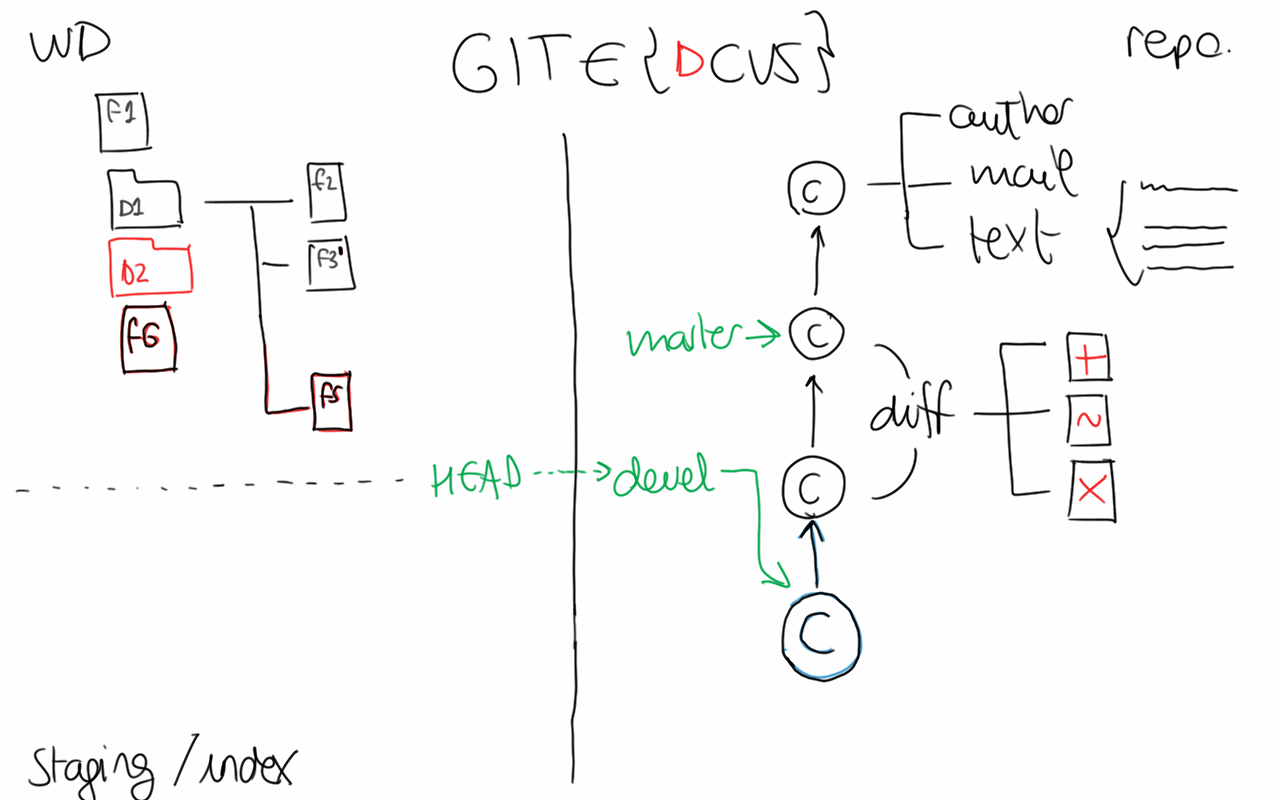 WD
GIT ∈ {DCVS}
repo.
F1
D1
D2
f6
f2
f3'
f5
HEAD
devel
master
C
C
C
C
author
mail
text
diff
+
~
×
Staging / index